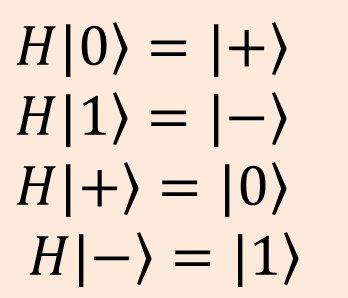 H|0⟩ = |+⟩
H|1⟩ = |−⟩
H|+⟩ = |0⟩
H|−⟩ = |1⟩